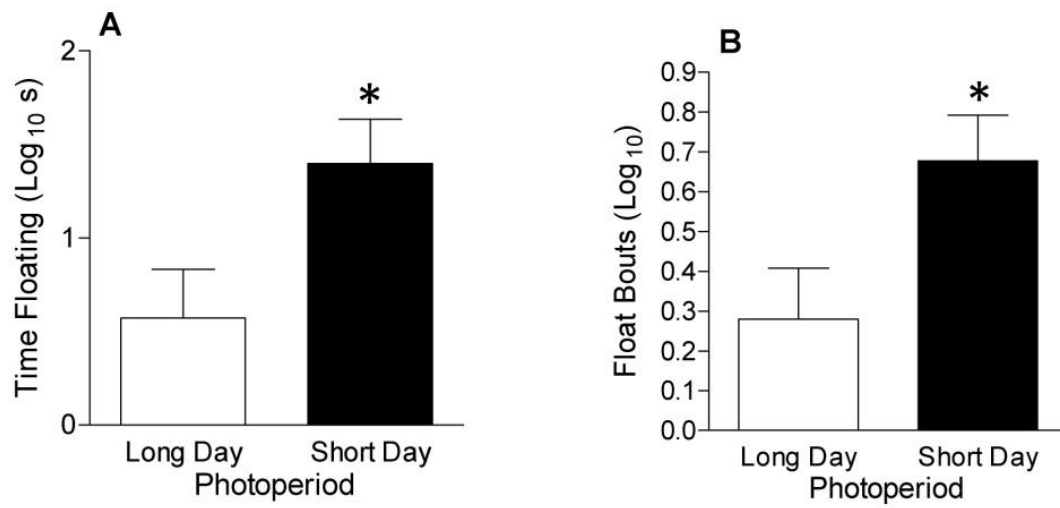 A
Time Floating (Log10 s)
2
1
0
*
Long Day
Short Day
Photoperiod
B
Float Bouts (Log10)
0.9
0.8
0.7
0.6
0.5
0.4
0.3
0.2
0.1
0.0
*
Long Day
Short Day
Photoperiod